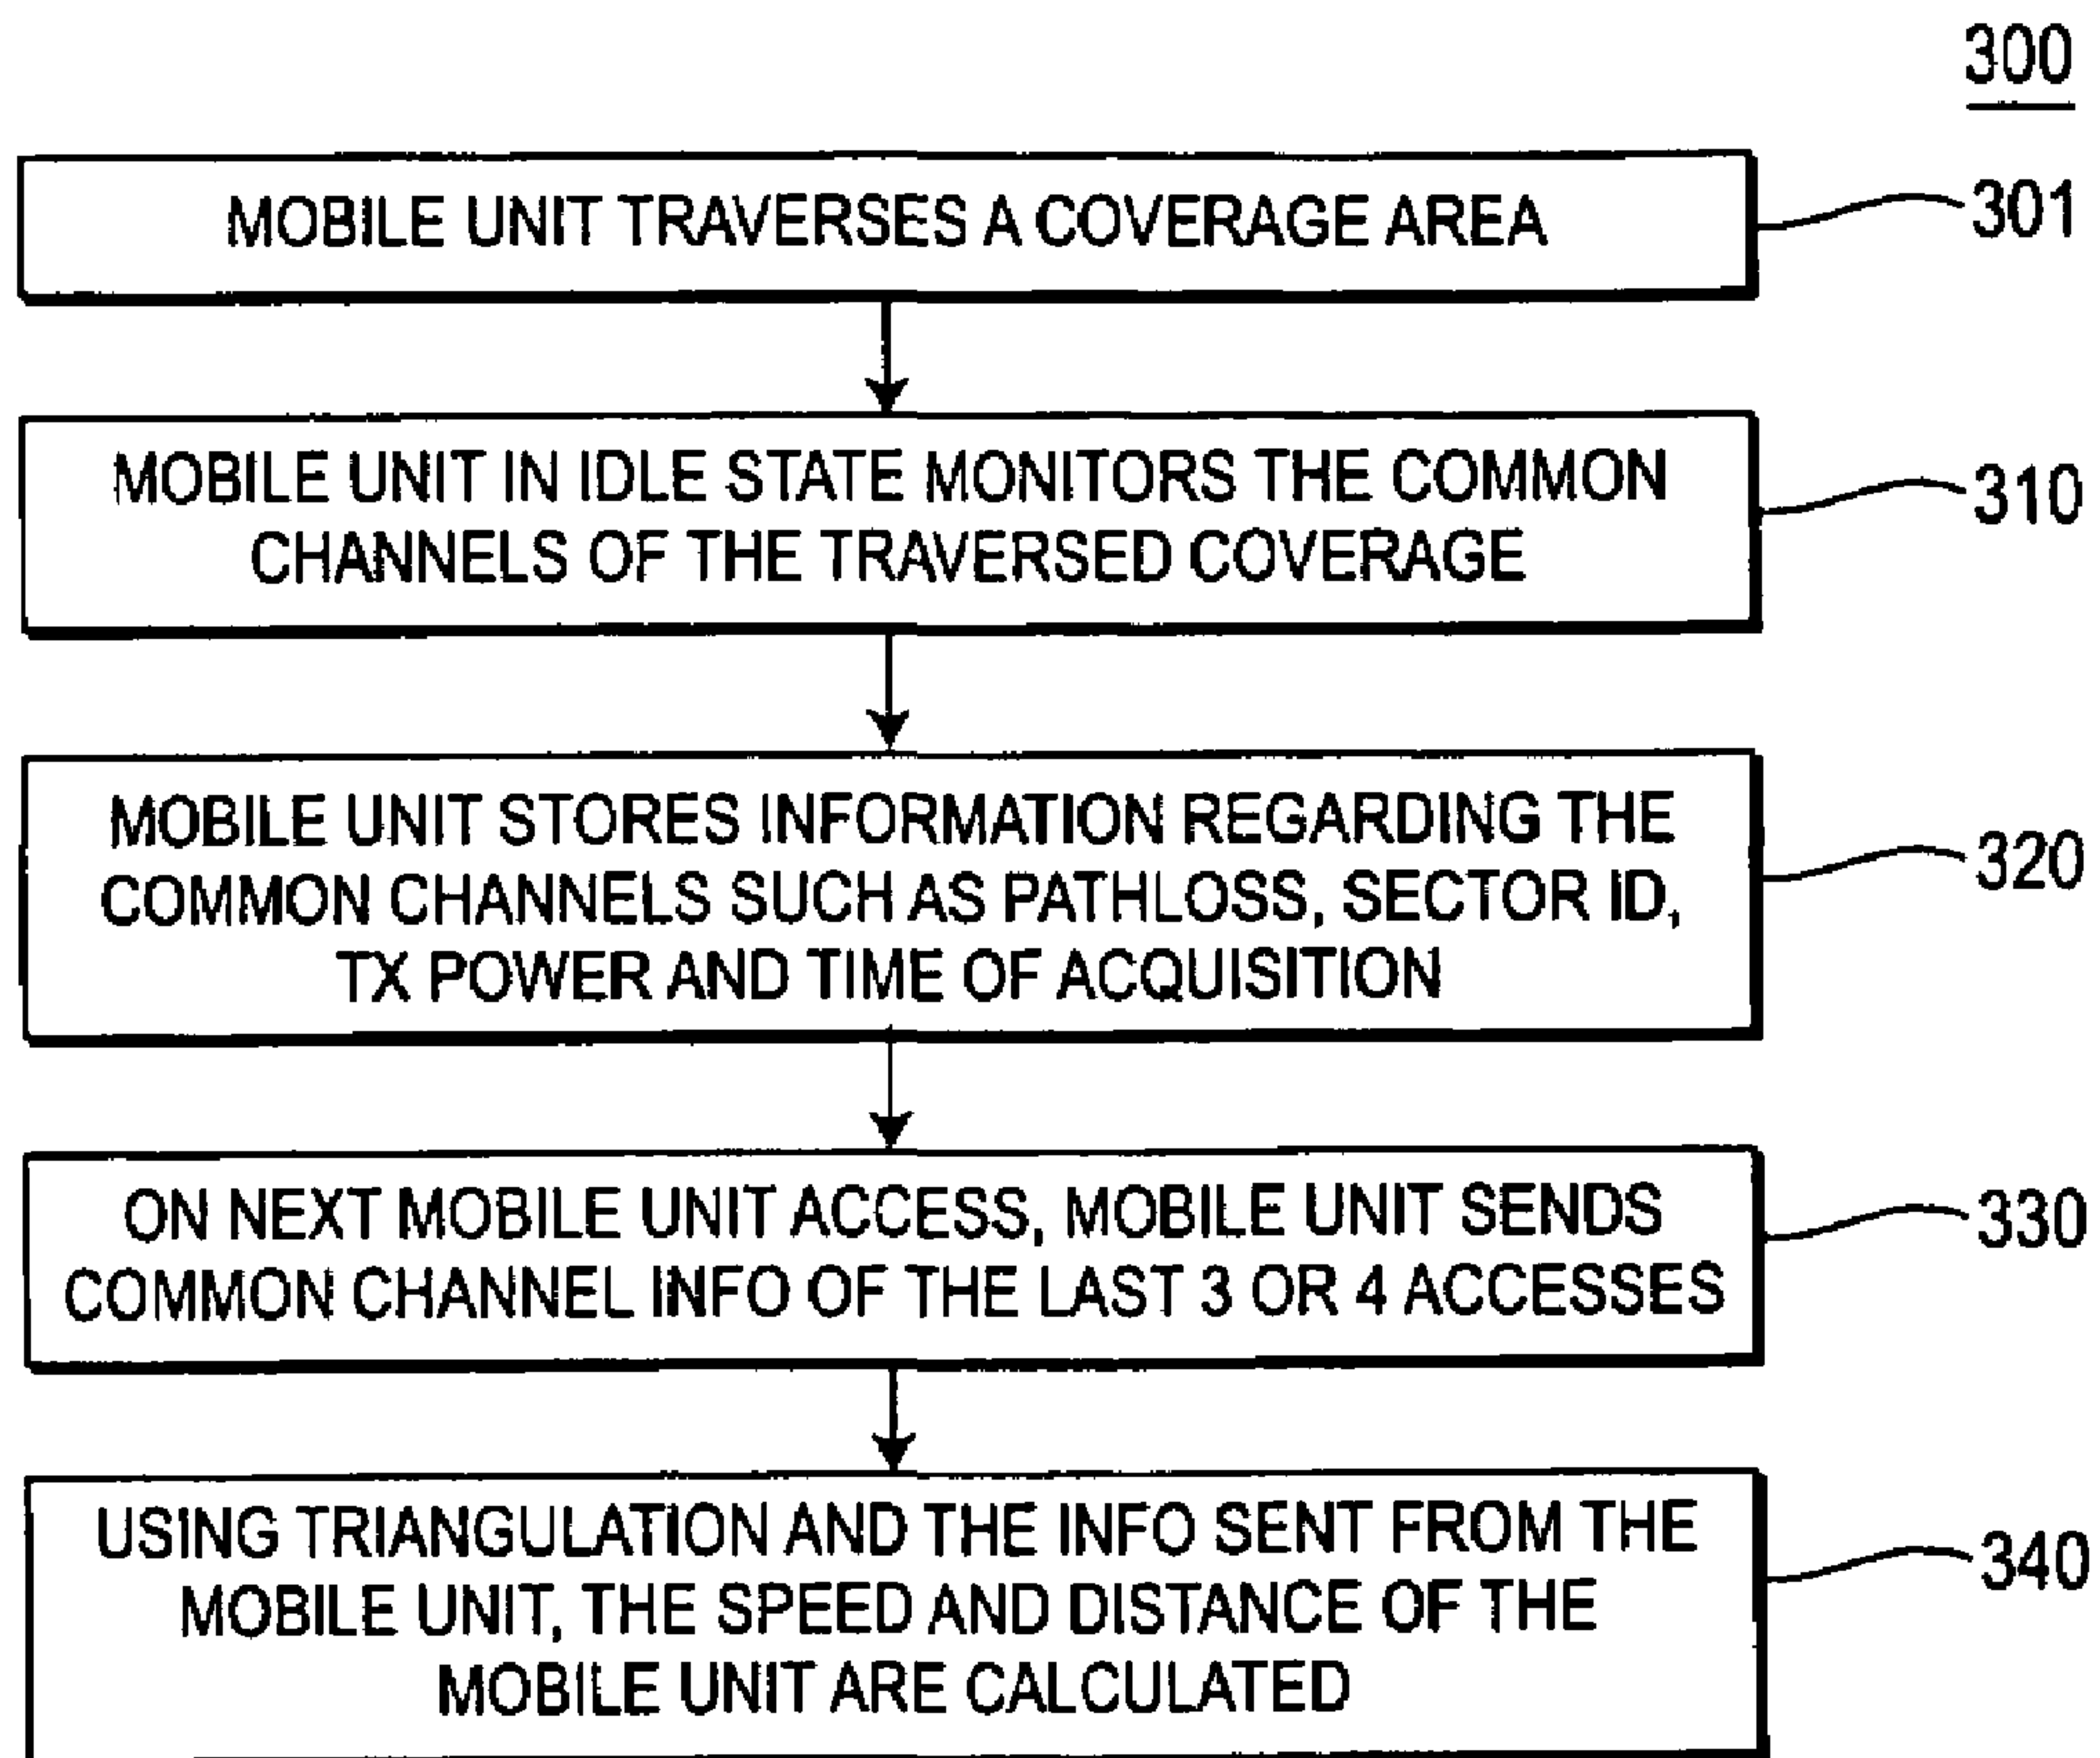 300
MOBILE UNIT TRAVERSES A COVERAGE AREA
301
MOBILE UNIT IN IDLE STATE MONITORS THE COMMON
CHANNELS OF THE TRAVERSED COVERAGE
310
MOBILE UNIT STORES INFORMATION REGARDING THE
COMMON CHANNELS SUCH AS PATHLOSS, SECTOR ID,
TX POWER AND TIME OF ACQUISITION
320
ON NEXT MOBILE UNIT ACCESS, MOBILE UNIT SENDS
COMMON CHANNEL INFO OF THE LAST 3 OR 4 ACCESSES
330
USING TRIANGULATION AND THE INFO SENT FROM THE
MOBILE UNIT, THE SPEED AND DISTANCE OF THE
MOBILE UNIT ARE CALCULATED
340